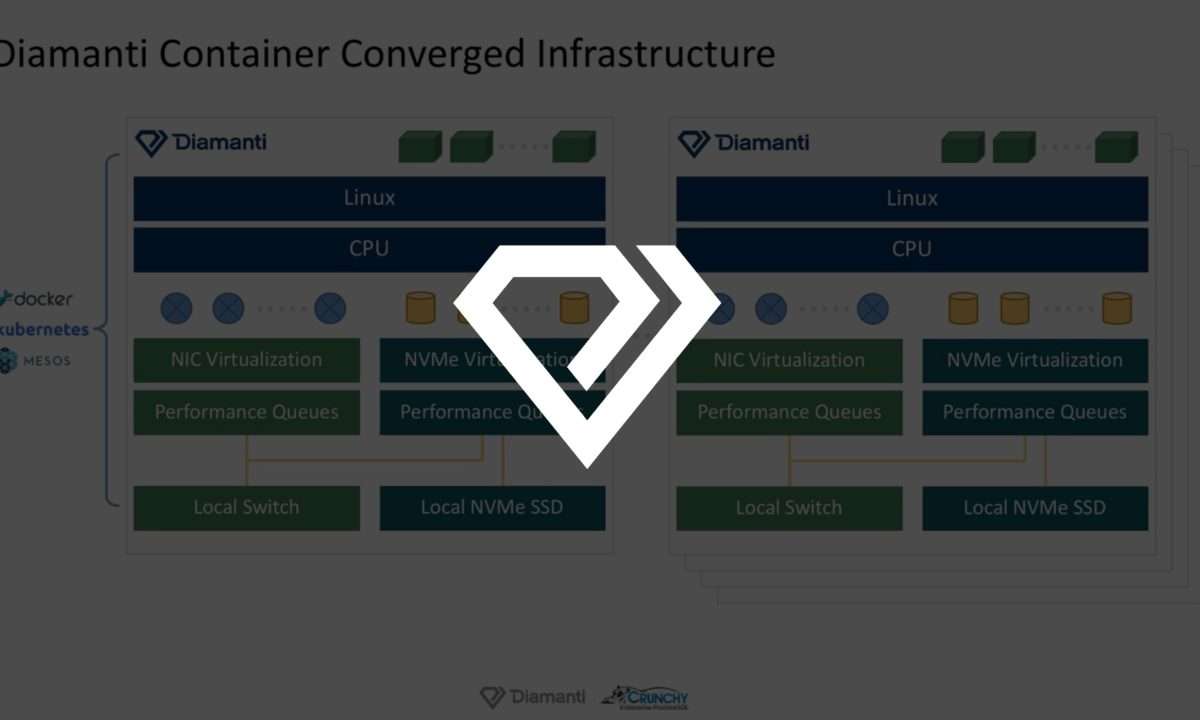 Diamanti Container Converged Infrastructure
Diamanti
Linux
CPU
NIC Virtualization
NVMe Virtualization
Performance Queues
Performance
Local Switch
Local NVMe SSD
Diamanti
Linux
CPU
NIC Virtualization
NVMe Virtualization
Performance Queues
Performance Queues
Local Switch
Local NVMe SSD
docker
kubernetes
MESOS
Diamanti
CRUNCHY